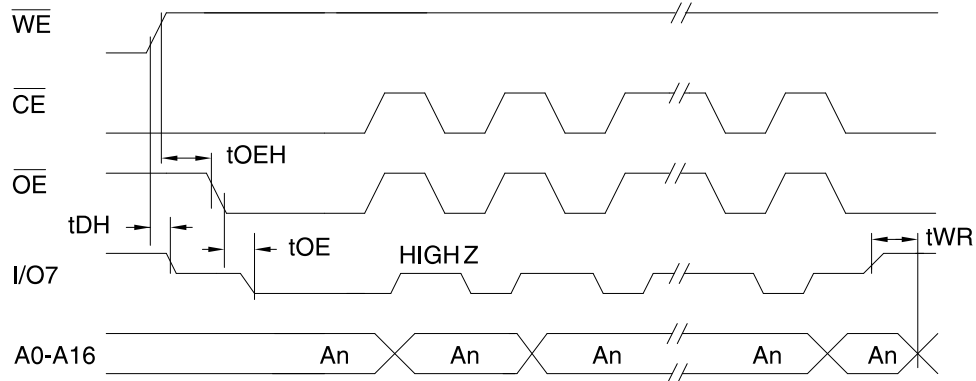 WE
CE
tOEH
OE
tDH
tOE
tWR
HIGH Z
I/O7
A0-A16 An An An An An